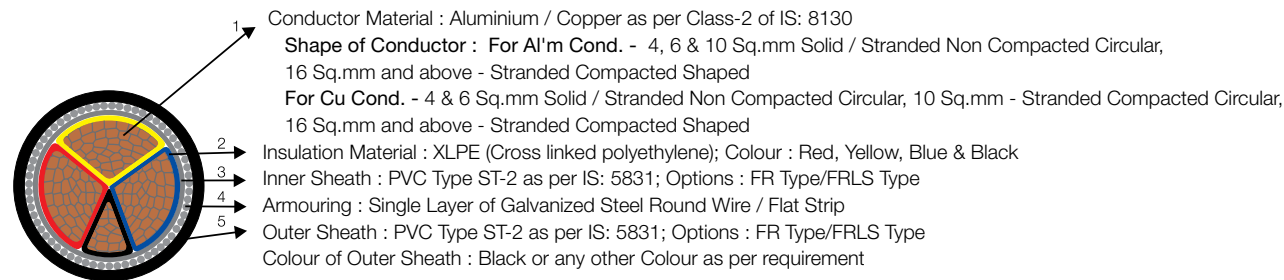 1 Conductor Material : Aluminium / Copper as per Class-2 of IS: 8130
Shape of Conductor : For Al'm Cond. - 4, 6 & 10 Sq.mm Solid / Stranded Non Compacted Circular,
16 Sq.mm and above - Stranded Compacted Shaped
For Cu Cond. - 4 & 6 Sq.mm Solid / Stranded Non Compacted Circular, 10 Sq.mm - Stranded Compacted Circular,
16 Sq.mm and above - Stranded Compacted Shaped
2 Insulation Material : XLPE (Cross linked polyethylene); Colour : Red, Yellow, Blue & Black
3 Inner Sheath : PVC Type ST-2 as per IS: 5831; Options : FR Type/FRLS Type
4 Armouring : Single Layer of Galvanized Steel Round Wire / Flat Strip
5 Outer Sheath : PVC Type ST-2 as per IS: 5831; Options : FR Type/FRLS Type
Colour of Outer Sheath : Black or any other Colour as per requirement